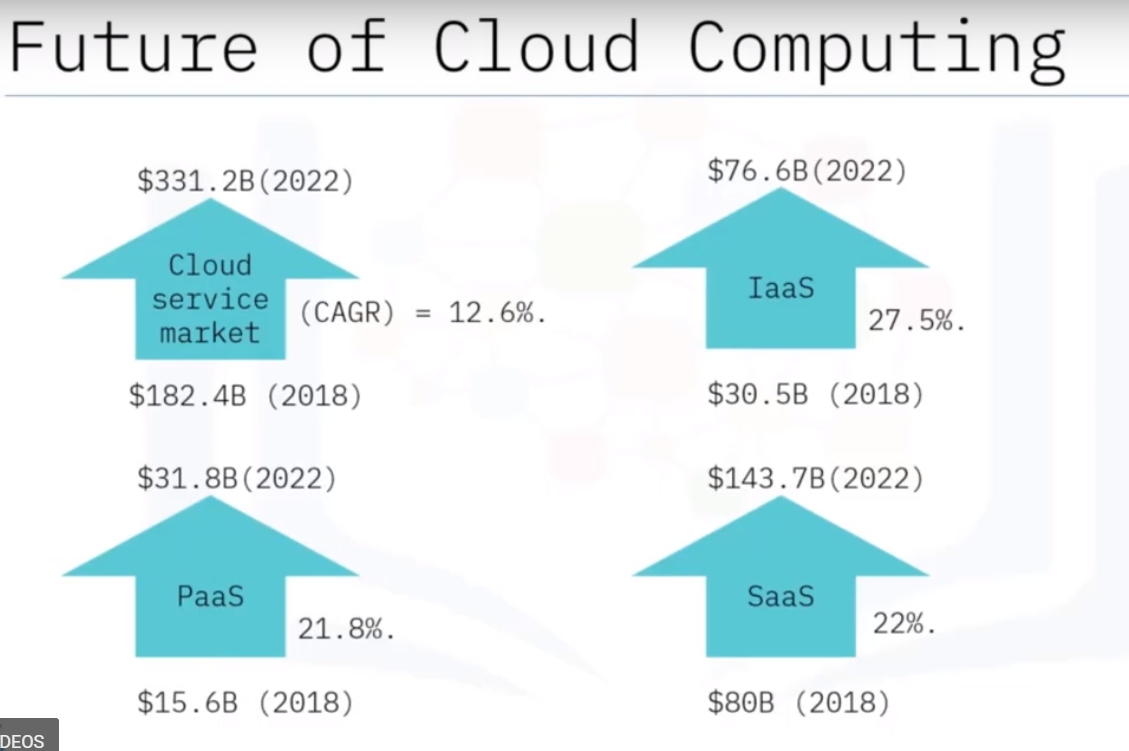 Future of Cloud Computing
$331.2B(2022)
Cloud
service
market
(CAGR) = 12.6%.
$182.4B (2018)
$76.6B(2022)
IaaS
27.5%.
$30.5B (2018)
$31.8B(2022)
PaaS
21.8%.
$15.6B (2018)
$143.7B(2022)
SaaS
22%.
$80B (2018)
DEOS